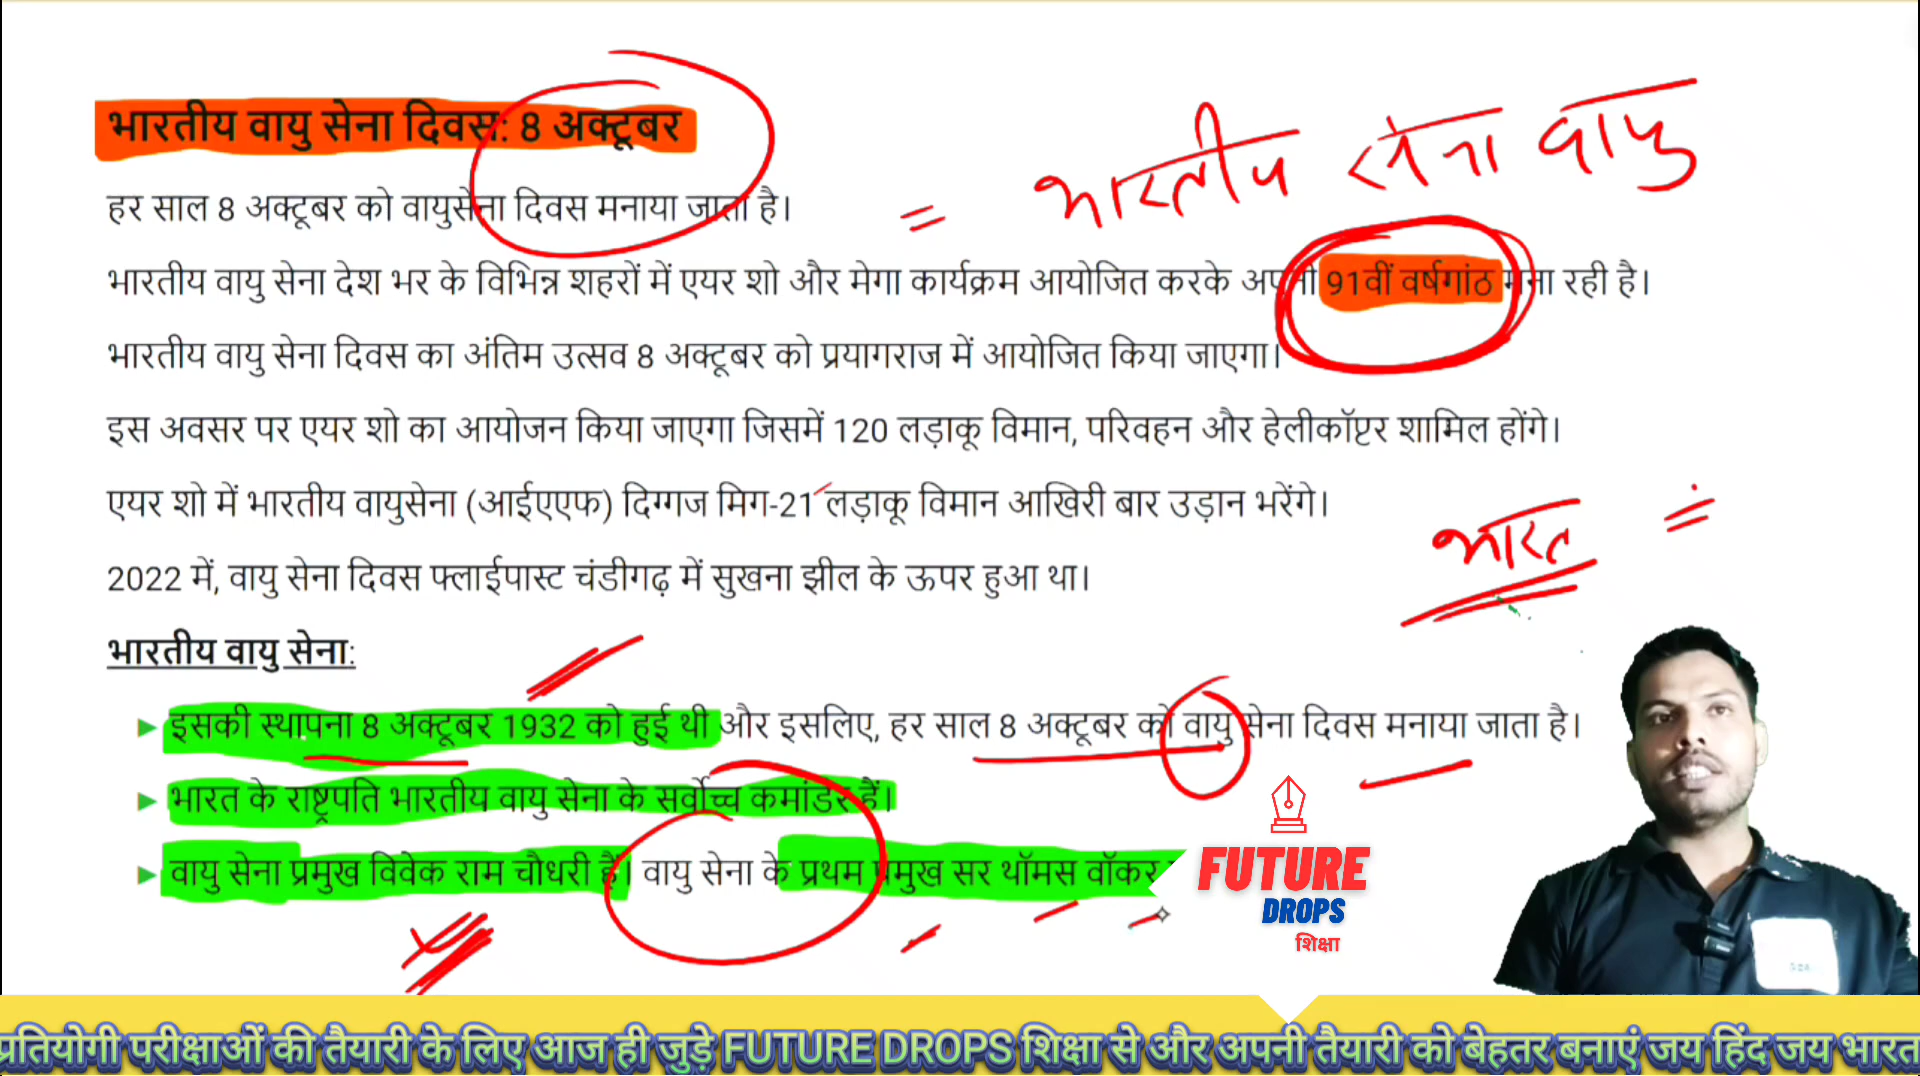 भारतीय वायु सेना दिवस: 8 अक्टूबर
भारतीय सेना वायु
हर साल 8 अक्टूबर को वायुसेना दिवस मनाया जाता है।
=
भारतीय वायु सेना देश भर के विभिन्न शहरों में एयर शो और मेगा कार्यक्रम आयोजित करके अपनी 91वीं वर्षगांठ मना रही है।
भारतीय वायु सेना दिवस का अंतिम उत्सव 8 अक्टूबर को प्रयागराज में आयोजित किया जाएगा।
इस अवसर पर एयर शो का आयोजन किया जाएगा जिसमें 120 लड़ाकू विमान, परिवहन और हेलीकॉप्टर शामिल होंगे।
एयर शो में भारतीय वायुसेना (आईएएफ) दिग्गज मिग-21 लड़ाकू विमान आखिरी बार उड़ान भरेंगे।
भारत =
2022 में, वायु सेना दिवस फ्लाईपास्ट चंडीगढ़ में सुखना झील के ऊपर हुआ था।
भारतीय वायु सेना:
इसकी स्थापना 8 अक्टूबर 1932 को हुई थी और इसलिए, हर साल 8 अक्टूबर को वायु सेना दिवस मनाया जाता है।
भारत के राष्ट्रपति भारतीय वायु सेना के सर्वोच्च कमांडर हैं।
वायु सेना प्रमुख विवेक राम चौधरी हैं। वायु सेना के प्रथम प्रमुख सर थॉमस वॉकर
FUTURE
DROPS
शिक्षा
प्रतियोगी परीक्षाओं की तैयारी के लिए आज ही जुड़े FUTURE DROPS शिक्षा से और अपनी तैयारी को बेहतर बनाएं जय हिंद जय भारत